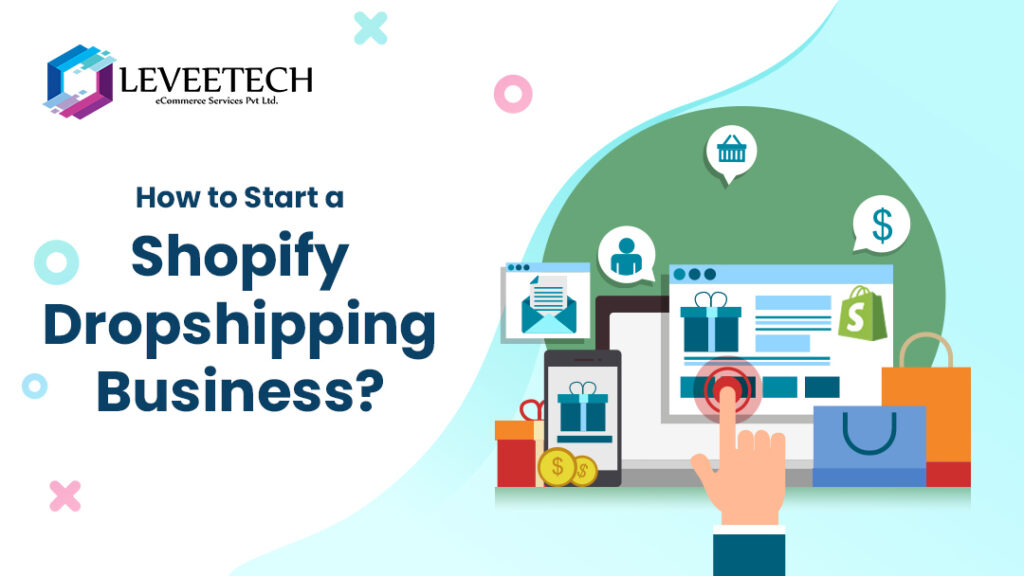 LEVEETECH
eCommerce Services Pvt Ltd.
How to Start a
Shopify
Dropshipping
Business?
$
S
$
$